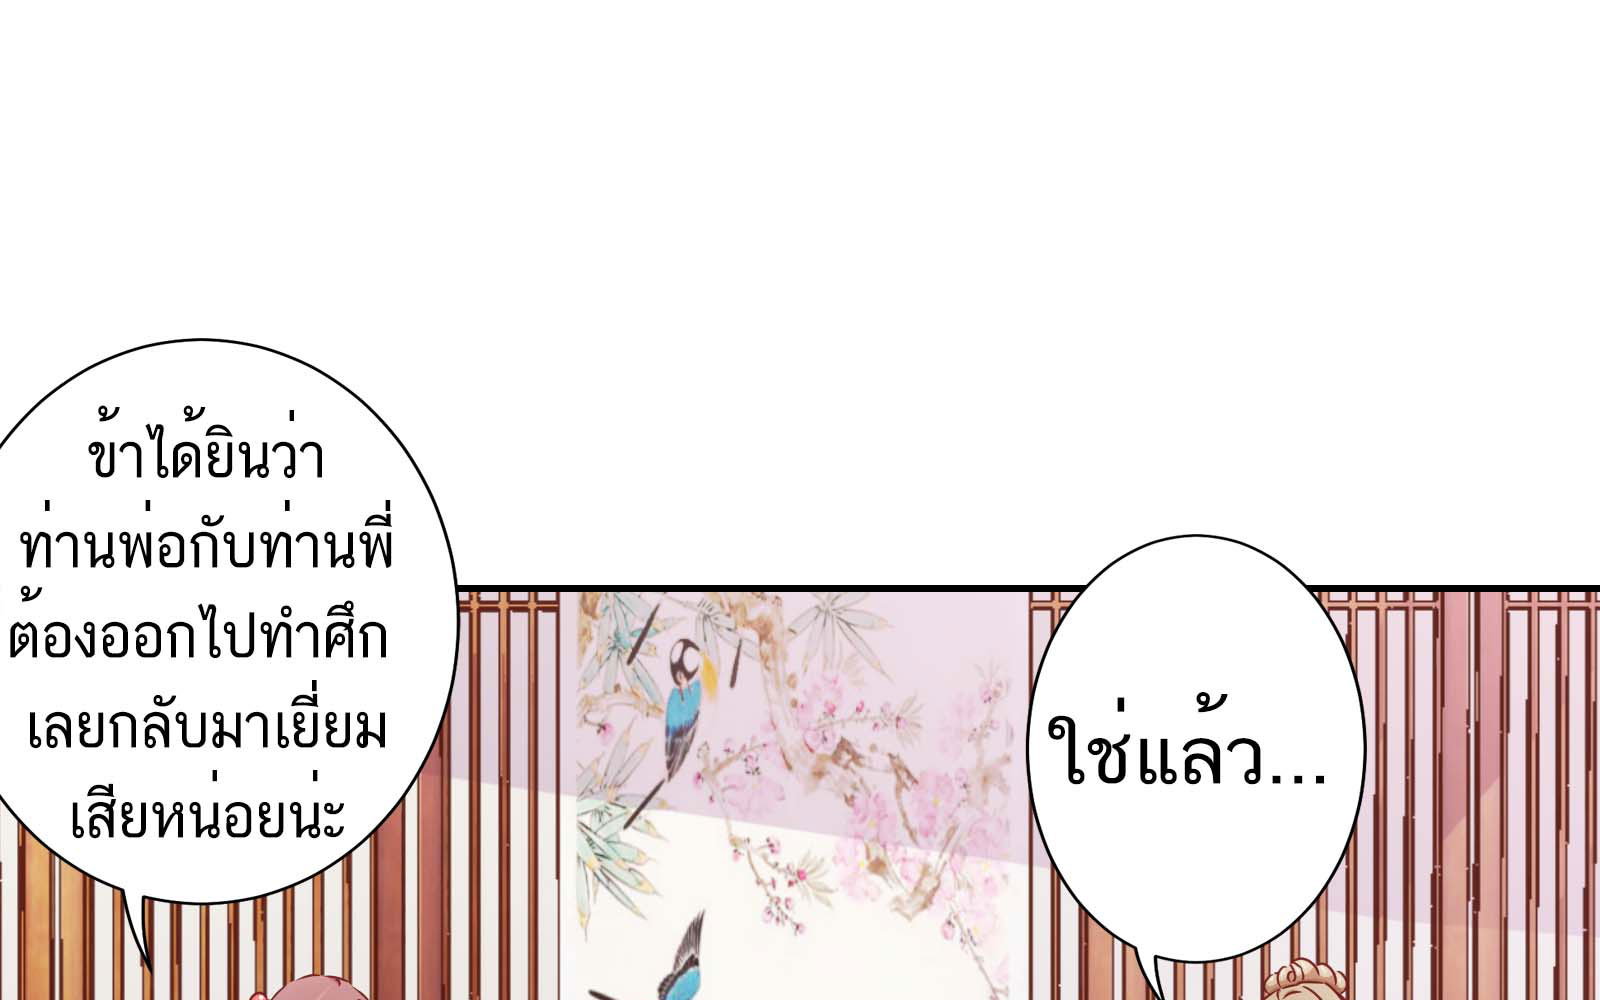 ข้าได้ยินว่า
ท่านพ่อกับท่านพี่
ต้องออกไปทำศึก
เลยกลับมาเยี่ยม
เสียหน่อยน่ะ
ใช่แล้ว...